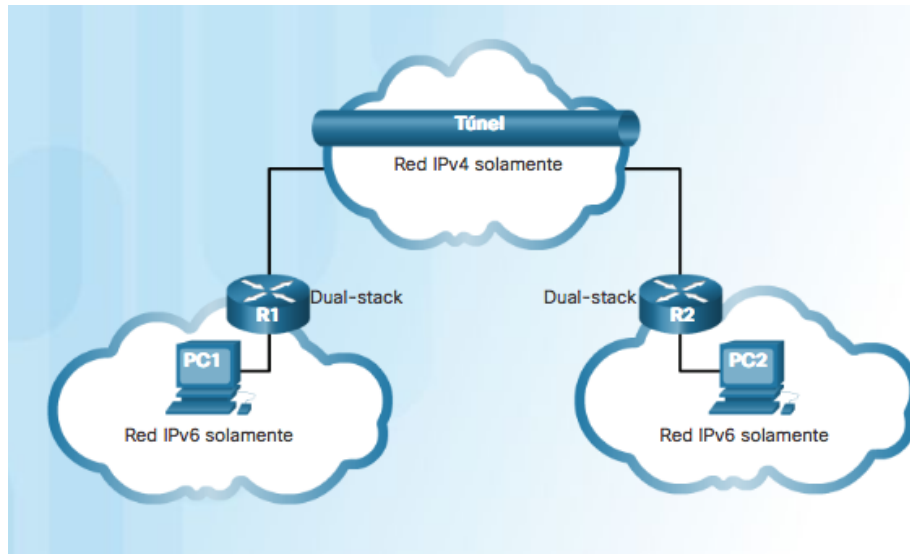 Túnel
Red IPv4 solamente
Dual-stack
Dual-stack
R1
R2
PC1
PC2
Red IPv6 solamente
Red IPv6 solamente